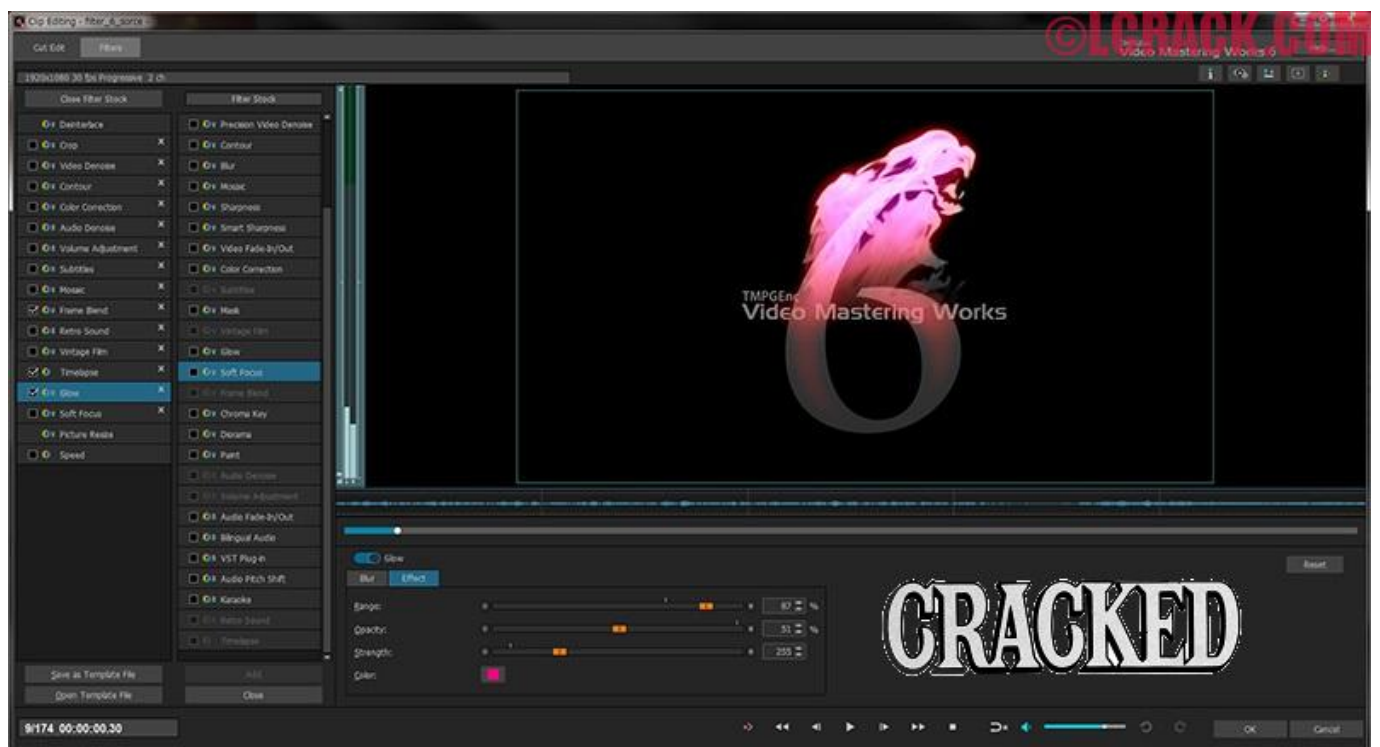 Clip Editing - filter_6_sorce
©LCRACK.COM
Cut Edit
Filters
Video Mastering Works 6
1920x1080 30 fps Progressive 2 ch
Close Filter Stock
Filter Stock
Deinterlace
Crop
Video Denoise
Contour
Color Correction
Audio Denoise
Volume Adjustment
Subtitles
Mosaic
Frame Blend
Retro Sound
Vintage Film
Timelapse
Glow
Soft Focus
Picture Resize
Speed
Precision Video Denoise
Contour
Blur
Mosaic
Sharpness
Smart Sharpness
Video Fade-In/Out
Color Correction
Subtitles
Mask
Vintage Film
Glow
Soft Focus
Frame Blend
Chroma Key
Diorama
Paint
Audio Denoise
Volume Adjustment
Audio Fade-In/Out
Bilingual Audio
VST Plug-in
Audio Pitch Shift
Karaoke
Retro Sound
Timelapse
TMPGEnc
Video Mastering Works
6
Glow
Reset
Blur
Effect
Range:
87 %
Opacity:
51 %
Strength:
255
Color:
CRACKED
Save as Template File
Add
Open Template File
Close
9/174 00:00:00.30
OK
Cancel